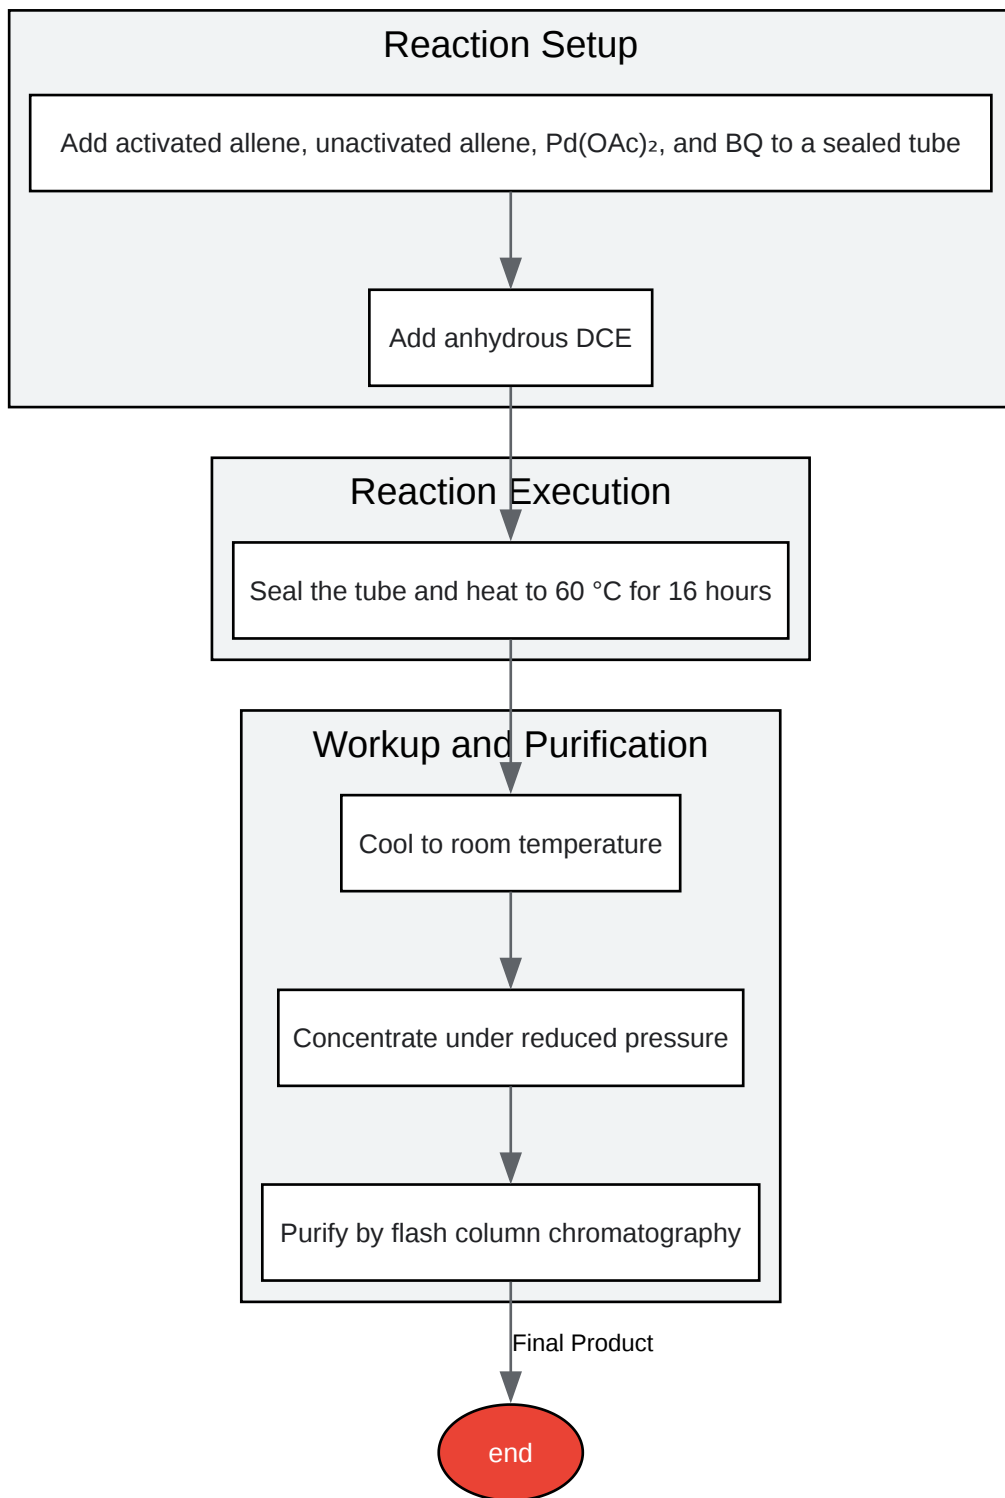 Reaction Setup
Add activated allene, unactivated allene, Pd(OAc)₂, and BQ to a sealed tube
Add anhydrous DCE
Reaction Execution
Seal the tube and heat to 60 °C for 16 hours
Workup and Purification
Cool to room temperature
Concentrate under reduced pressure
Purify by flash column chromatography
Final Product
end